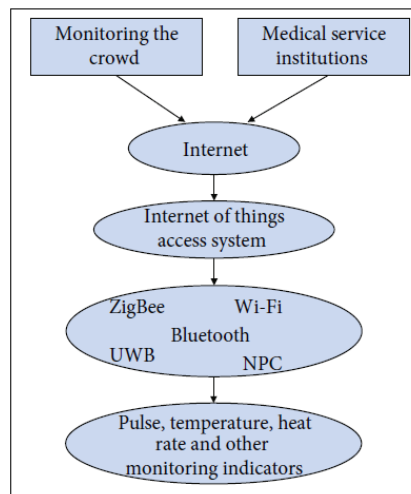 Monitoring the
crowd
Medical service
institutions
Internet
Internet of things
access system
ZigBee Wi-Fi
Bluetooth
UWB NPC
Pulse, temperature, heat
rate and other
monitoring indicators